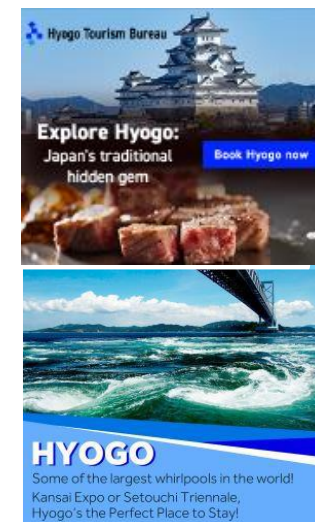 Hyogo Tourism Bureau
Explore Hyogo:
Japan's traditional
hidden gem
Book Hyogo now
HYOGO
Some of the largest whirlpools in the world!
Kansai Expo or Setouchi Triennale,
Hyogo's the Perfect Place to Stay!